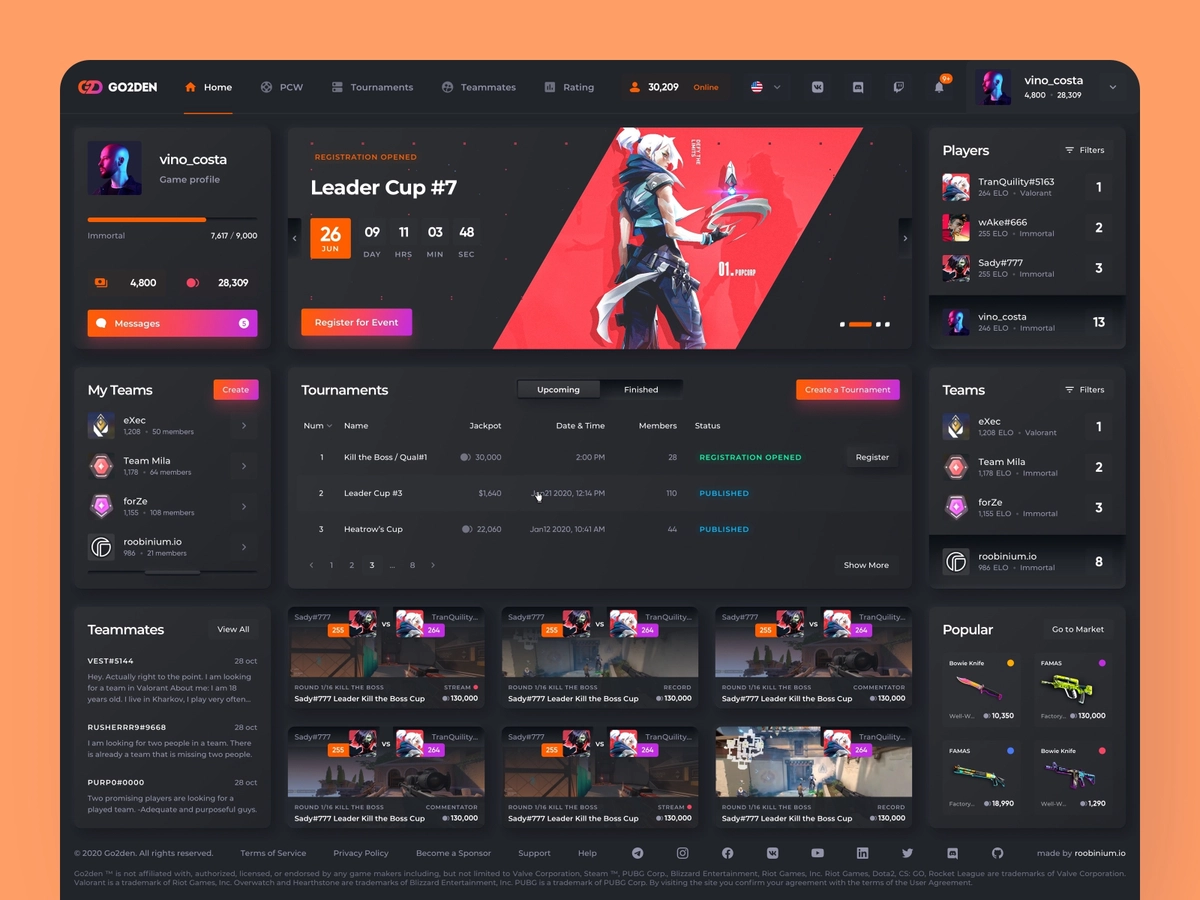 GO2DEN
Home
PCW
Tournaments
Teammates
Rating
30,209 Online
9+
vino_costa
4,800 • 28,309
vino_costa
Game profile
Immortal 7,617 / 9,000
4,800 28,309
Messages 5
REGISTRATION OPENED
Leader Cup #7
26 JUN
09 DAY
11 HRS
03 MIN
48 SEC
Register for Event
DEFY THE
LIMITS
Players
Filters
TranQuility#5163 1
264 ELO • Valorant
wAke#666 2
255 ELO • Immortal
Sady#777 3
255 ELO • Immortal
vino_costa 13
246 ELO • Immortal
My Teams
Create
eXec
1,208 • 50 members
Team Mila
1,178 • 64 members
forZe
1,155 • 108 members
roobinium.io
986 • 21 members
Tournaments
Upcoming Finished
Create a Tournament
Num Name Jackpot Date & Time Members Status
1 Kill the Boss / Qual#1 30,000 2:00 PM 28 REGISTRATION OPENED Register
2 Leader Cup #3 $1,640 Jan21 2020, 12:14 PM 110 PUBLISHED
3 Heatrow's Cup 22,060 Jan12 2020, 10:41 AM 44 PUBLISHED
1 2 3 ... 8
Show More
Teams
Filters
eXec 1
1,208 ELO • Valorant
Team Mila 2
1,178 ELO • Immortal
forZe 3
1,155 ELO • Immortal
roobinium.io 8
986 ELO • Immortal
Teammates
View All
VEST#5144 28 oct
Hey. Actually right to the point. I am looking
for a team in Valorant About me: I am 18
years old. I live in Kharkov, I play very often...
RUSHERRR9#9668 28 oct
I am looking for two people in a team. There
is already a team that is missing two people.
PURP0#0000 28 oct
Two promising players are looking for a
played team. -Adequate and purposeful guys.
Sady#777 VS TranQuility...
255 264
ROUND 1/16 KILL THE BOSS STREAM
Sady#777 Leader Kill the Boss Cup 130,000
Sady#777 VS TranQuility...
255 264
ROUND 1/16 KILL THE BOSS RECORD
Sady#777 Leader Kill the Boss Cup 130,000
Sady#777 VS TranQuility...
255 264
ROUND 1/16 KILL THE BOSS COMMENTATOR
Sady#777 Leader Kill the Boss Cup 130,000
Sady#777 VS TranQuility...
255 264
ROUND 1/16 KILL THE BOSS COMMENTATOR
Sady#777 Leader Kill the Boss Cup 130,000
Sady#777 VS TranQuility...
255 264
ROUND 1/16 KILL THE BOSS STREAM
Sady#777 Leader Kill the Boss Cup 130,000
TranQuility...
264
ROUND 1/16 KILL THE BOSS RECORD
Sady#777 Leader Kill the Boss Cup 130,000
Popular
Go to Market
Bowie Knife
Well-W... 10,350
FAMAS
Factory... 130,000
FAMAS
Factory... 18,990
Bowie Knife
Well-W... 1,290
© 2020 Go2den. All rights reserved.
Terms of Service
Privacy Policy
Become a Sponsor
Support
Help
made by roobinium.io
Go2den ™ is not affiliated with, authorized, licensed, or endorsed by any game makers including, but not limited to Valve Corporation, Steam ™, PUBG Corp., Blizzard Entertainment, Riot Games, Inc. Riot Games, Dota2, CS: GO, Rocket League are trademarks of Valve Corporation.
Valorant is a trademark of Riot Games, Inc. Overwatch and Hearthstone are trademarks of Blizzard Entertainment, Inc. PUBG is a trademark of PUBG Corp. By visiting the site you confirm your agreement with the terms of the User Agreement.